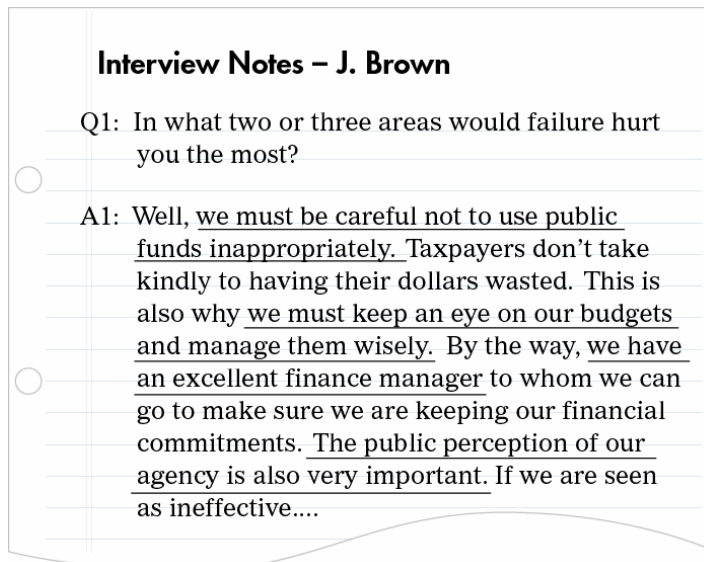 Interview Notes – J. Brown
Q1: In what two or three areas would failure hurt
you the most?
A1: Well, we must be careful not to use public
funds inappropriately. Taxpayers don’t take
kindly to having their dollars wasted. This is
also why we must keep an eye on our budgets
and manage them wisely. By the way, we have
an excellent finance manager to whom we can
go to make sure we are keeping our financial
commitments. The public perception of our
agency is also very important. If we are seen
as ineffective....